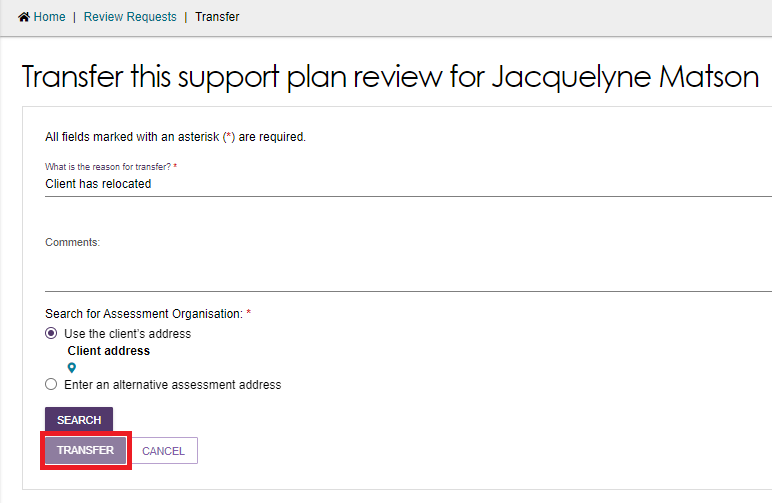 Home | Review Requests | Transfer
Transfer this support plan review for Jacquelyne Matson
All fields marked with an asterisk (*) are required.
What is the reason for transfer? *
Client has relocated
Comments:
Search for Assessment Organisation: *
Use the client's address
Client address
Enter an alternative assessment address
SEARCH
TRANSFER CANCEL